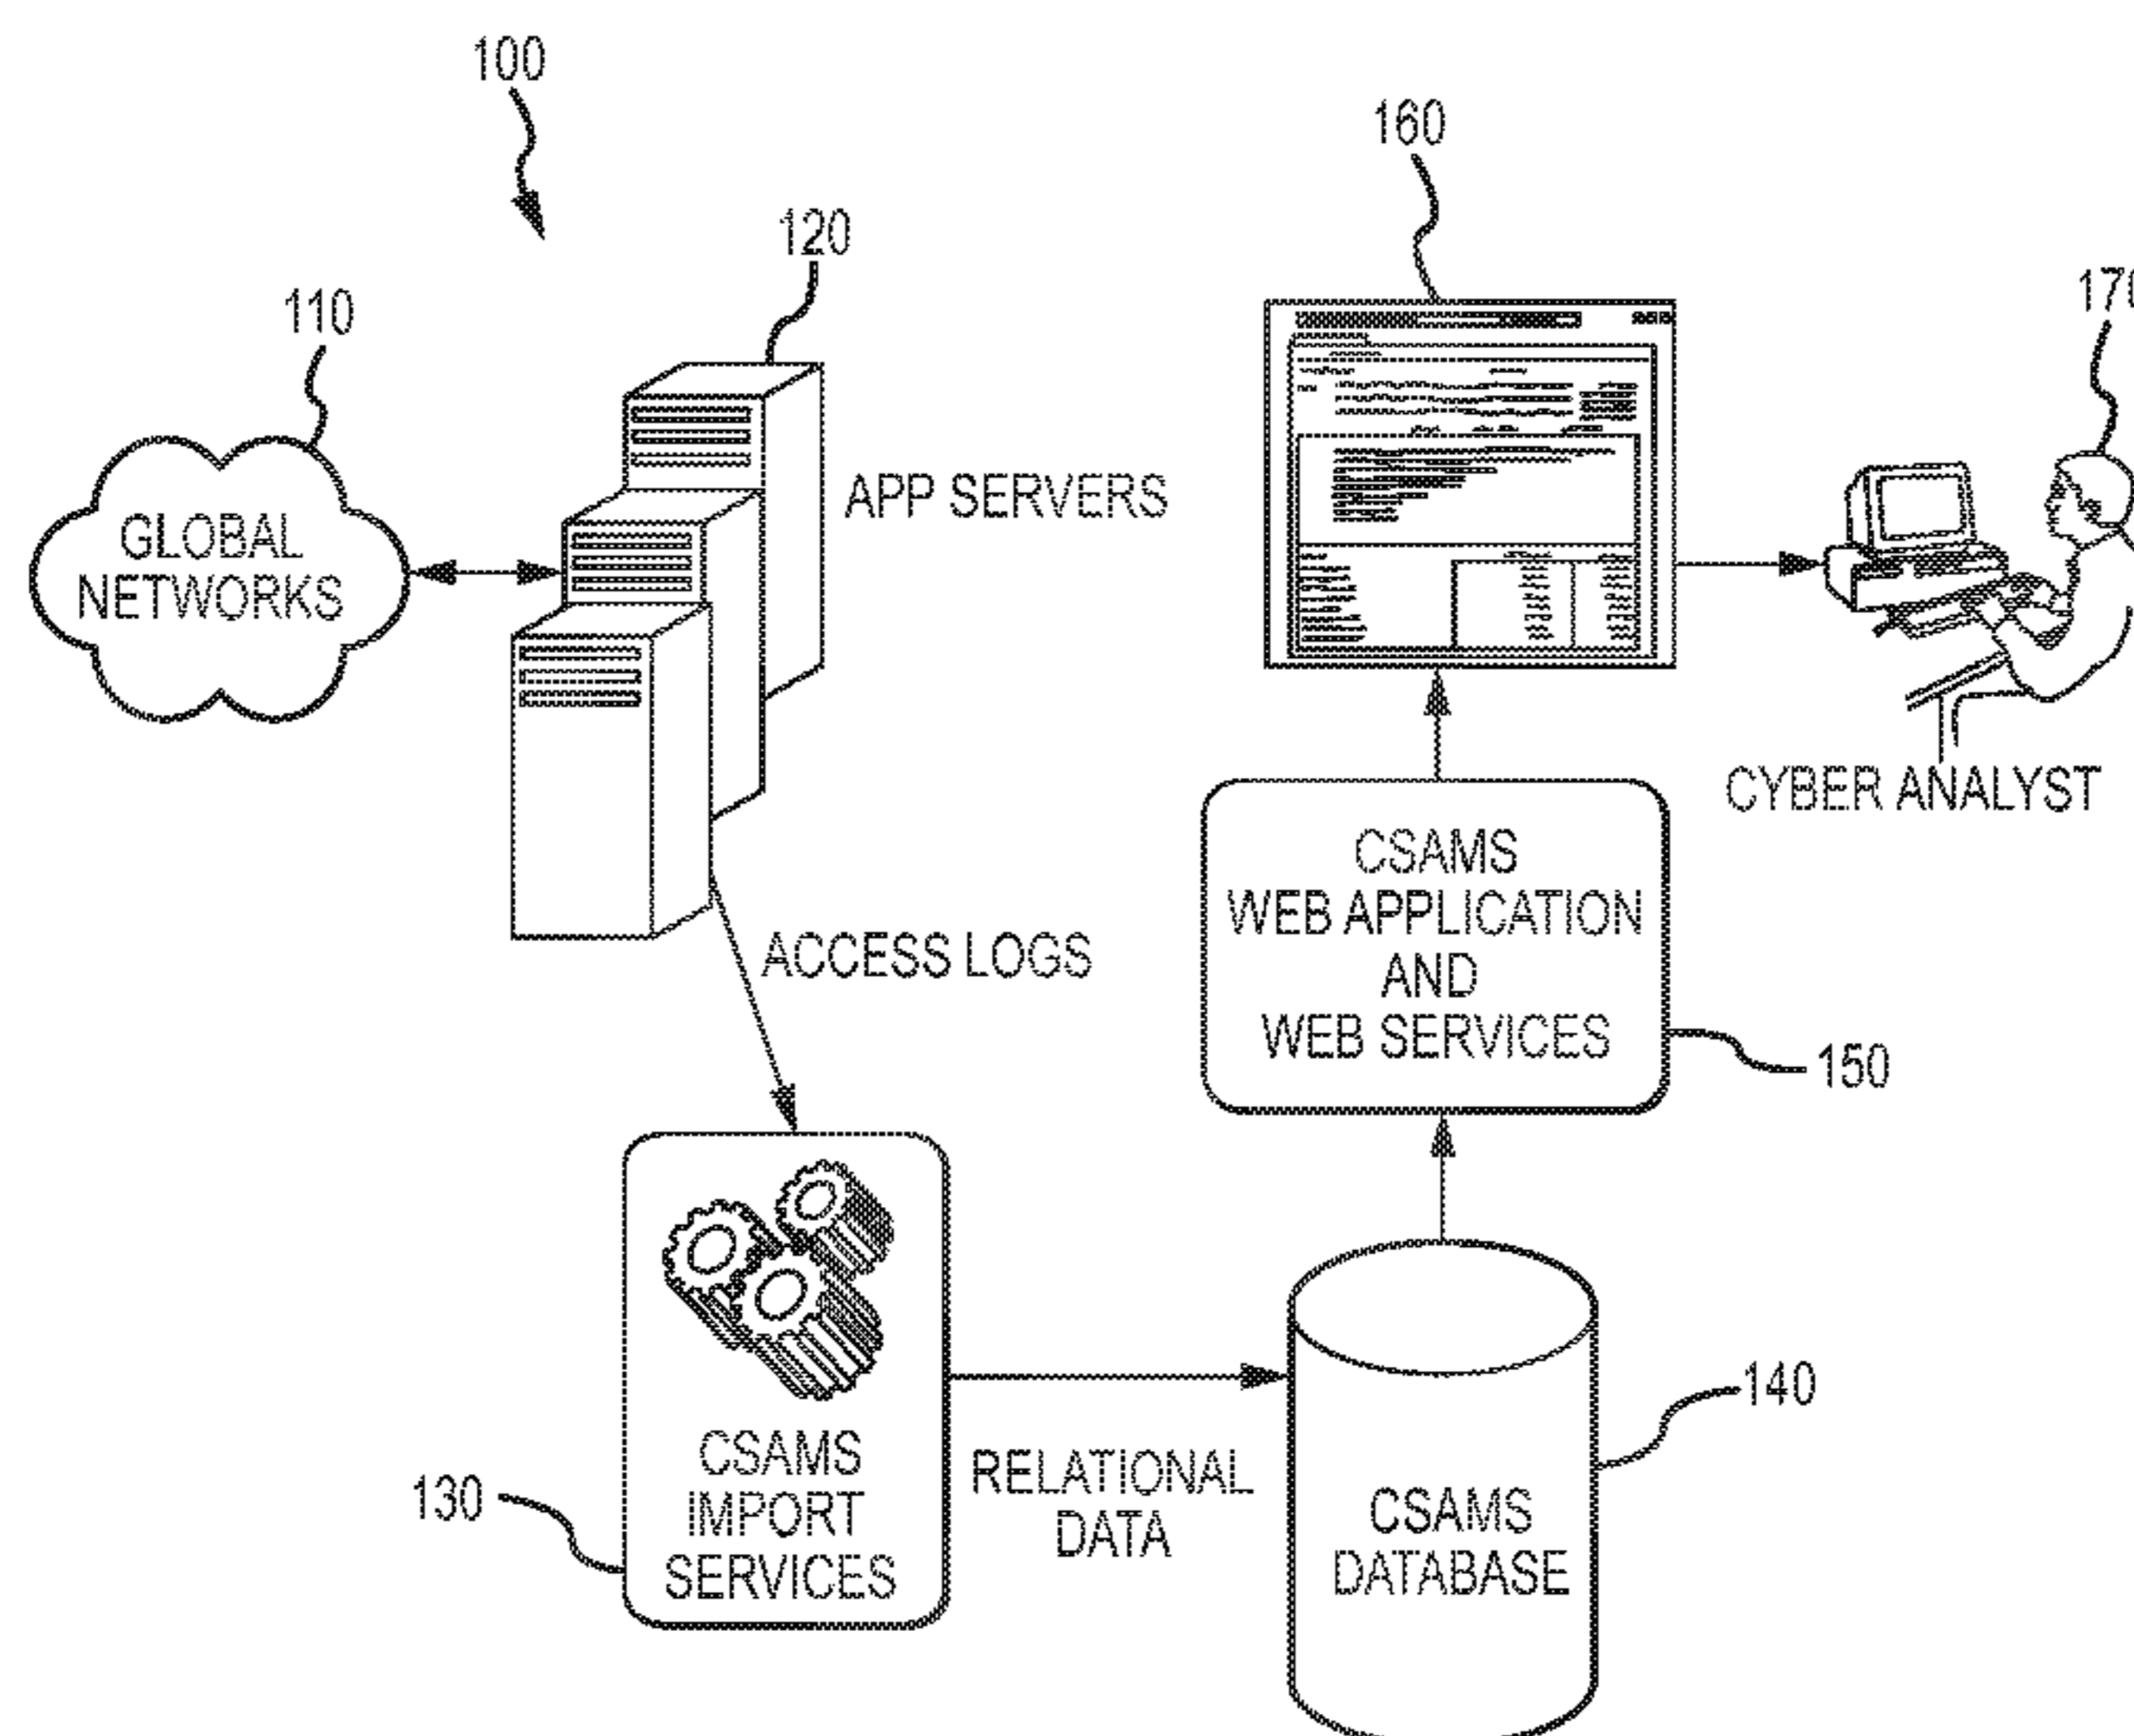 100
160
120
170
110
APP SERVERS
GLOBAL
NETWORKS
CYBER ANALYST
CSAMS
WEB APPLICATION
AND
WEB SERVICES
ACCESS LOGS
150
140
CSAMS
IMPORT
SERVICES
130
RELATIONAL
DATA
CSAMS
DATABASE